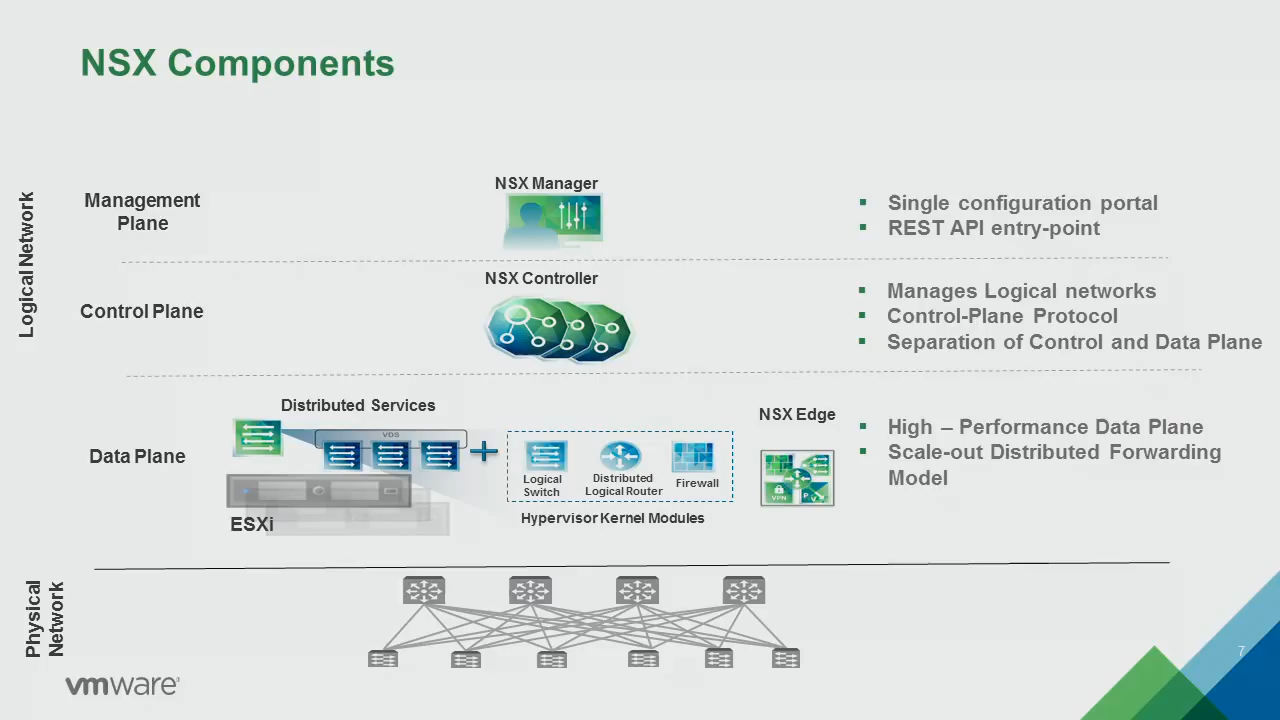 NSX Components
Logical Network
Management
Plane
NSX Manager
▪ Single configuration portal
▪ REST API entry-point
Control Plane
NSX Controller
▪ Manages Logical networks
▪ Control-Plane Protocol
▪ Separation of Control and Data Plane
Data Plane
Distributed Services
VDS
ESXi
Logical
Switch
Distributed
Logical Router
Firewall
Hypervisor Kernel Modules
NSX Edge
VPN
▪ High – Performance Data Plane
▪ Scale-out Distributed Forwarding
Model
Physical
Network
vmware
7